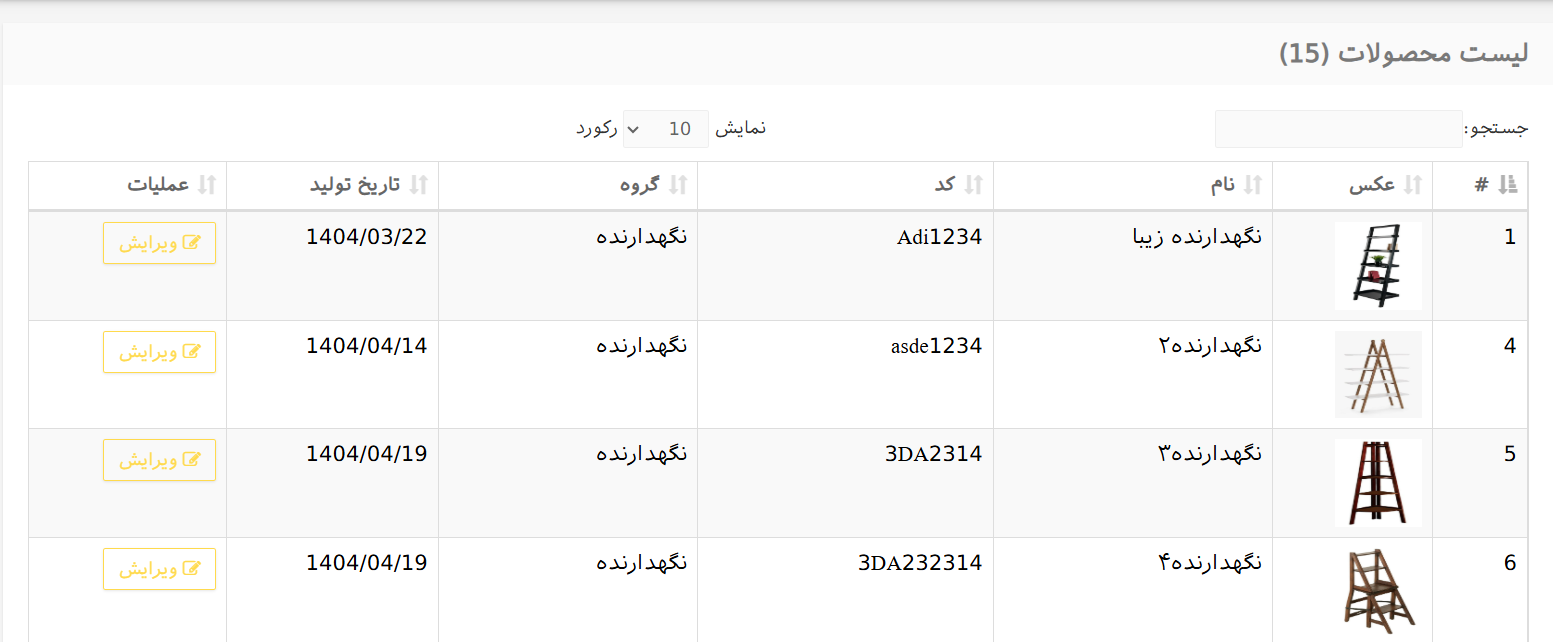 لیست محصولات (15)
جستجو: نمایش 10 رکورد
# عکس نام کد گروه تاریخ تولید عملیات
1 نگهدارنده زیبا Adi1234 نگهدارنده 1404/03/22 ویرایش
4 نگهدارنده۲ asde1234 نگهدارنده 1404/04/14 ویرایش
5 نگهدارنده۳ 3DA2314 نگهدارنده 1404/04/19 ویرایش
6 نگهدارنده۴ 3DA232314 نگهدارنده 1404/04/19 ویرایش